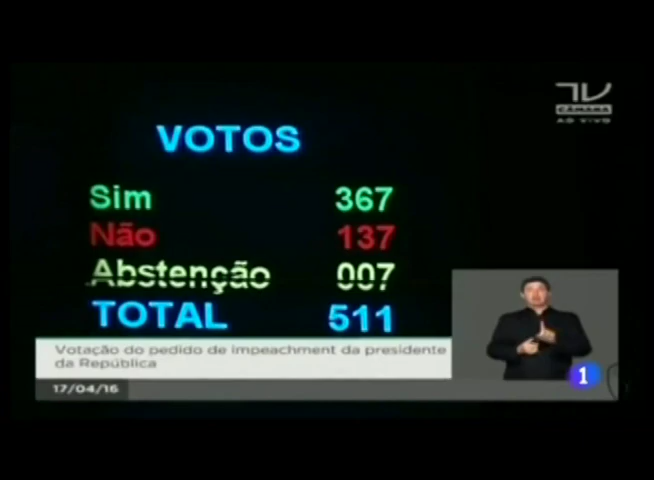 TV
CÂMARA
AO VIVO
VOTOS
Sim 367
Não 137
Abstenção 007
TOTAL 511
Votação do pedido de impeachment da presidente
da República
17/04/16
1